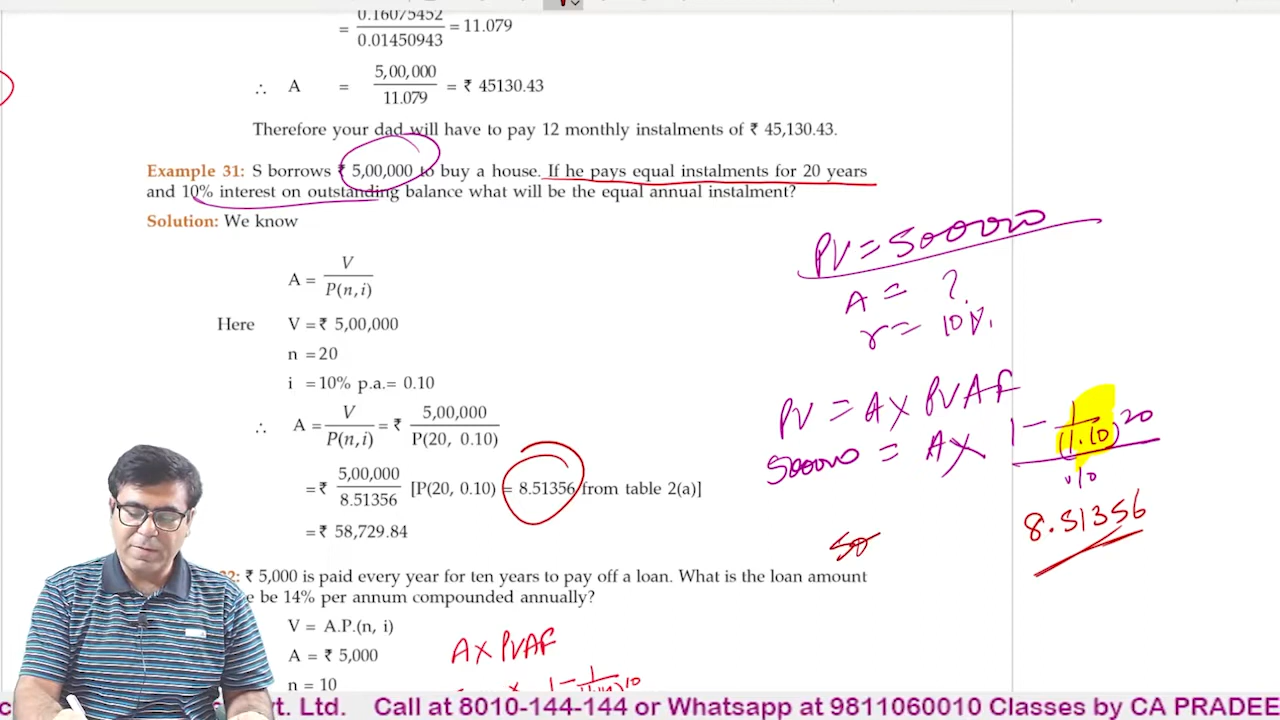 = 0.16075452 / 0.01450943 = 11.079
∴ A = 5,00,000 / 11.079 = ₹ 45130.43
Therefore your dad will have to pay 12 monthly instalments of ₹ 45,130.43.
Example 31: S borrows ₹ 5,00,000 to buy a house. If he pays equal instalments for 20 years
and 10% interest on outstanding balance what will be the equal annual instalment?
Solution: We know
A = V / P(n, i)
Here V = ₹ 5,00,000
n = 20
i = 10% p.a.= 0.10
∴ A = V / P(n, i) = ₹ 5,00,000 / P(20, 0.10)
= ₹ 5,00,000 / 8.51356 [P(20, 0.10) = 8.51356 from table 2(a)]
= ₹ 58,729.84
: ₹ 5,000 is paid every year for ten years to pay off a loan. What is the loan amount
e be 14% per annum compounded annually?
V = A.P.(n, i)
A = ₹ 5,000
n = 10
PV = 500000
A = ?
r = 10%.
PV = A X PVAF
500000 = A X 1 - 1/(1.10)20
.10
8.51356
50
A X PVAF
vt. Ltd. Call at 8010-144-144 or Whatsapp at 9811060010 Classes by CA PRADEE